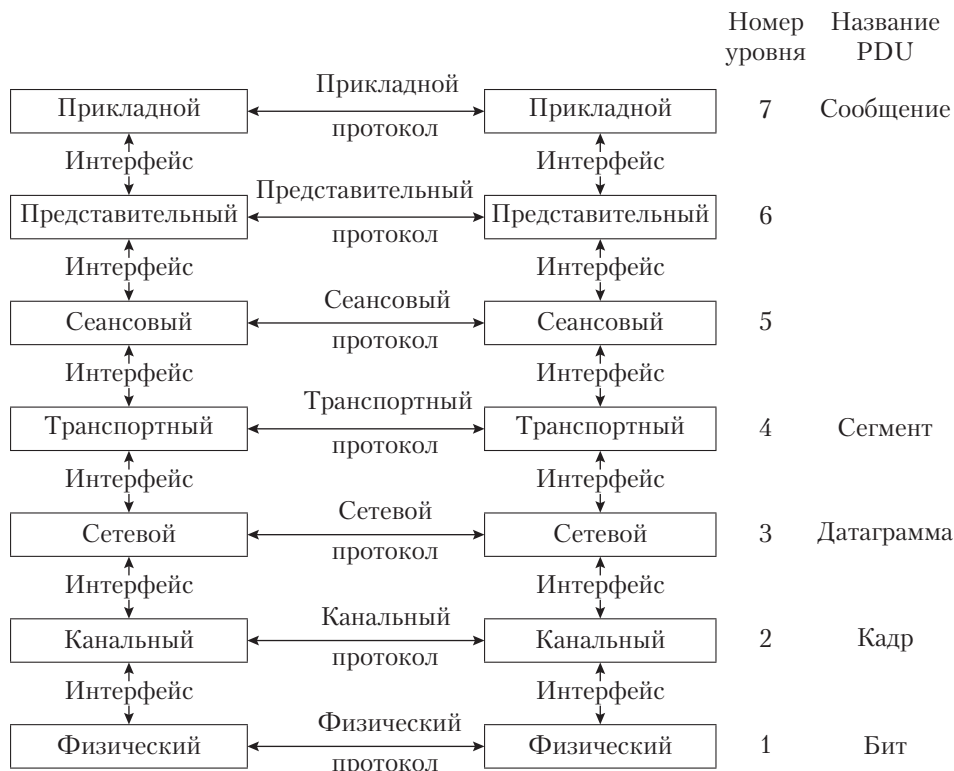 Номер Название
уровня PDU
Прикладной
Прикладной Прикладной 7 Сообщение
протокол
Интерфейс Интерфейс
Представительный
Представительный Представительный 6
протокол
Интерфейс Интерфейс
Сеансовый
Сеансовый Сеансовый 5
протокол
Интерфейс Интерфейс
Транспортный
Транспортный Транспортный 4 Сегмент
протокол
Интерфейс Интерфейс
Сетевой
Сетевой Сетевой 3 Датаграмма
протокол
Интерфейс Интерфейс
Канальный
Канальный Канальный 2 Кадр
протокол
Интерфейс Интерфейс
Физический
Физический Физический 1 Бит
протокол